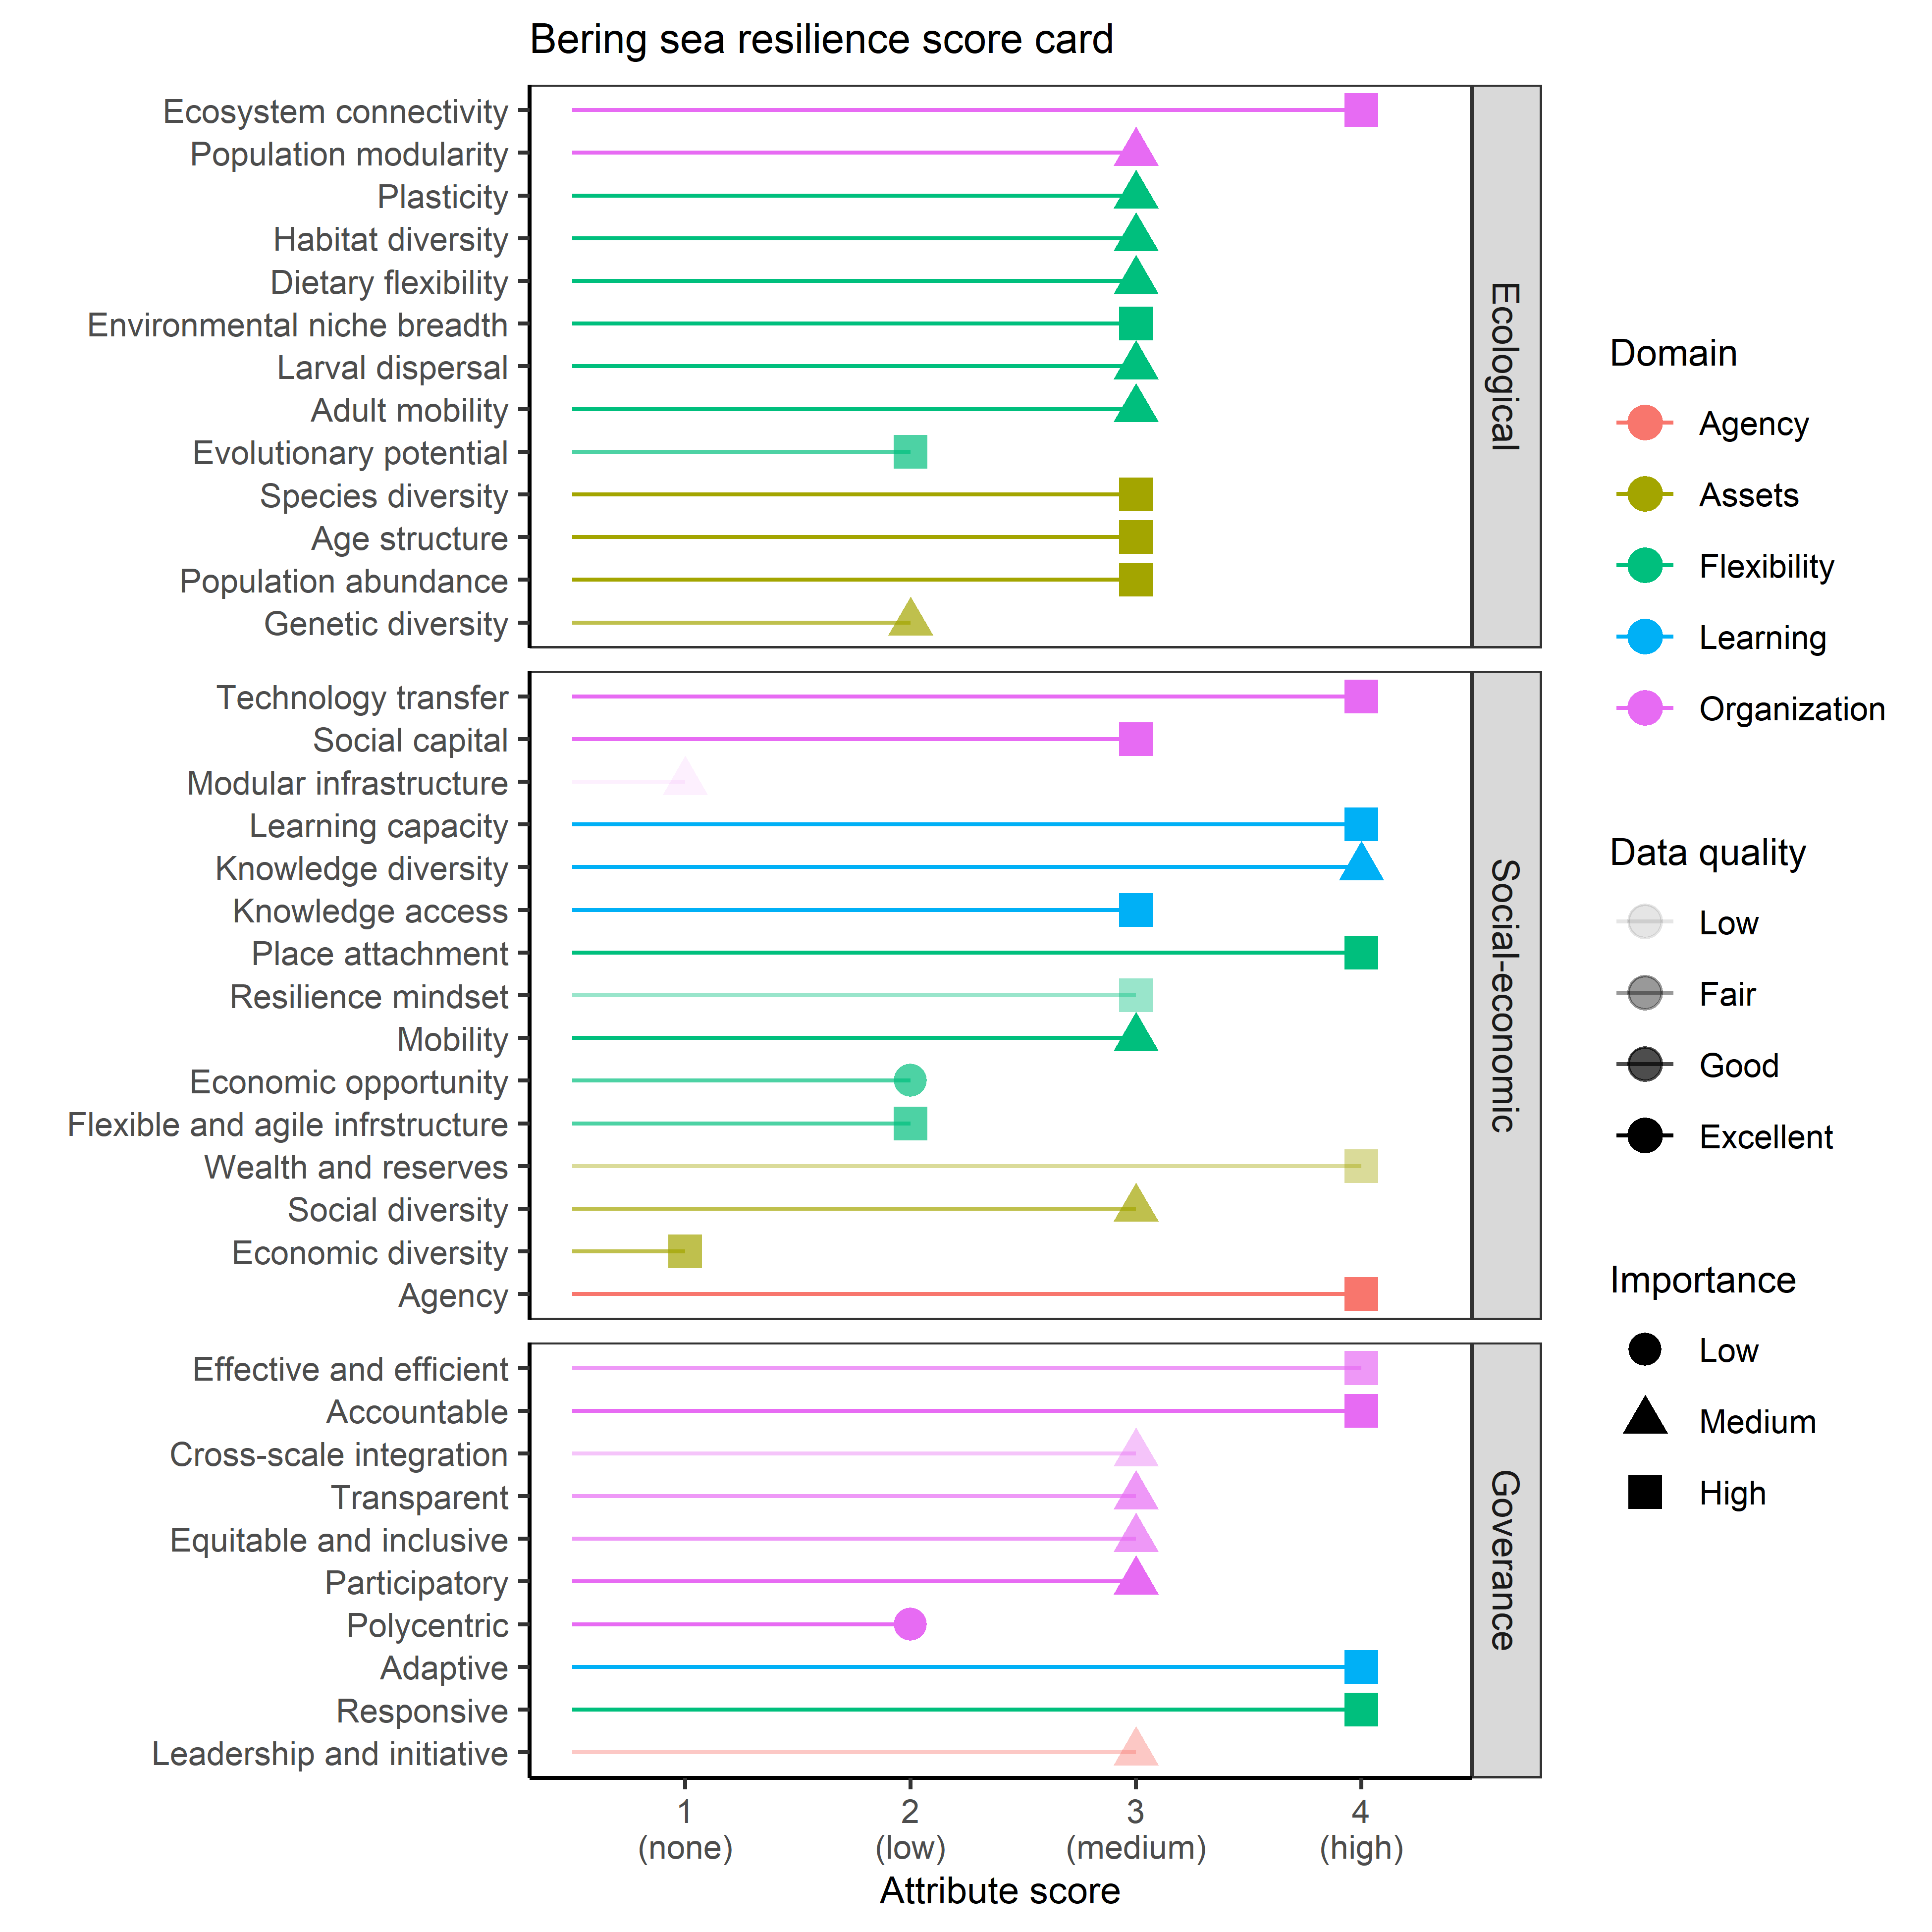 Bering sea resilience score card
Ecosystem connectivity
Population modularity
Plasticity
Habitat diversity
Dietary flexibility
Environmental niche breadth
Larval dispersal
Adult mobility
Evolutionary potential
Species diversity
Age structure
Population abundance
Genetic diversity
Ecological
Technology transfer
Social capital
Modular infrastructure
Learning capacity
Knowledge diversity
Knowledge access
Place attachment
Resilience mindset
Mobility
Economic opportunity
Flexible and agile infrstructure
Wealth and reserves
Social diversity
Economic diversity
Agency
Social-economic
Effective and efficient
Accountable
Cross-scale integration
Transparent
Equitable and inclusive
Participatory
Polycentric
Adaptive
Responsive
Leadership and initiative
Goverance
1 2 3 4
(none) (low) (medium) (high)
Attribute score
Domain
Agency
Assets
Flexibility
Learning
Organization
Data quality
Low
Fair
Good
Excellent
Importance
Low
Medium
High